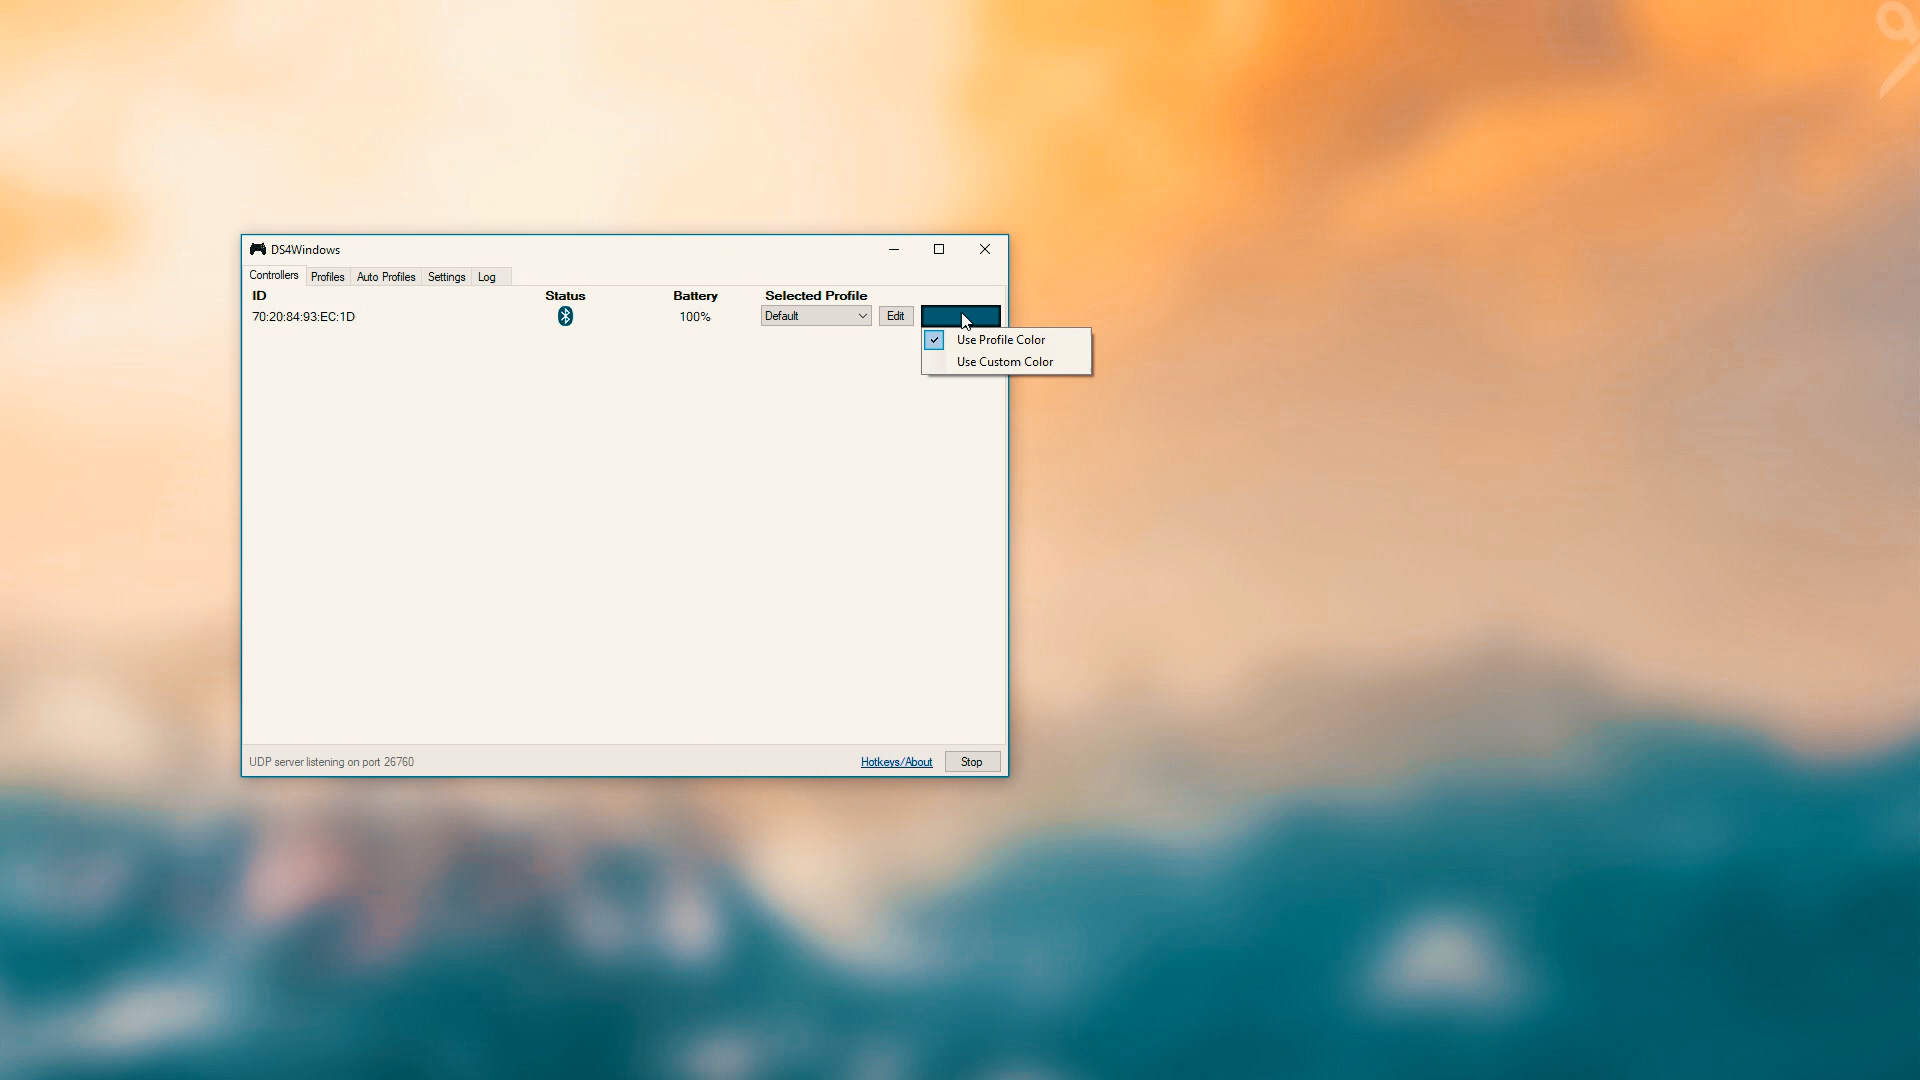 DS4Windows
Controllers Profiles Auto Profiles Settings Log
ID Status Battery Selected Profile
70:20:84:93:EC:1D 100% Default Edit
Use Profile Color
Use Custom Color
UDP server listening on port 26760 Hotkeys/About Stop